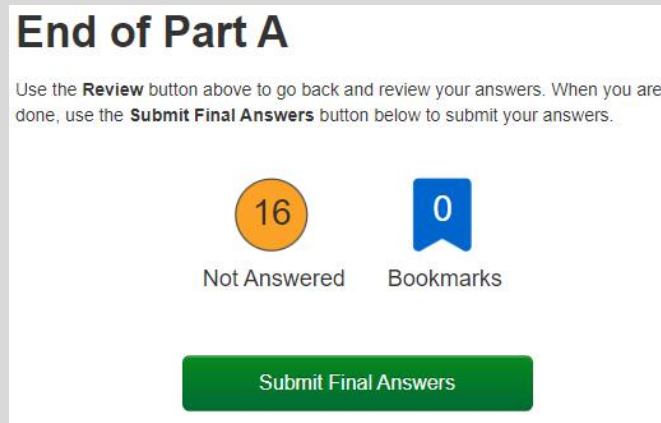 End of Part A
Use the Review button above to go back and review your answers. When you are
done, use the Submit Final Answers button below to submit your answers.
16
0
Not Answered
Bookmarks
Submit Final Answers